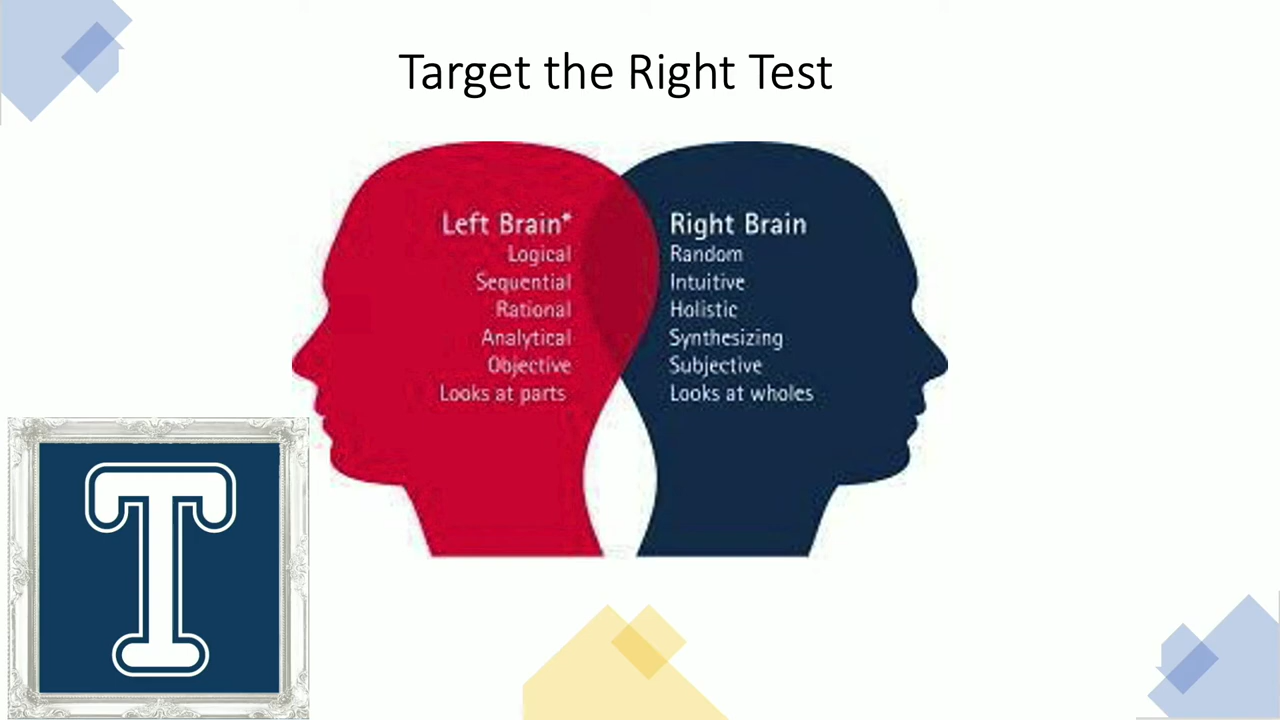 Target the Right Test
Left Brain*
Logical
Sequential
Rational
Analytical
Objective
Looks at parts
Right Brain
Random
Intuitive
Holistic
Synthesizing
Subjective
Looks at wholes
T